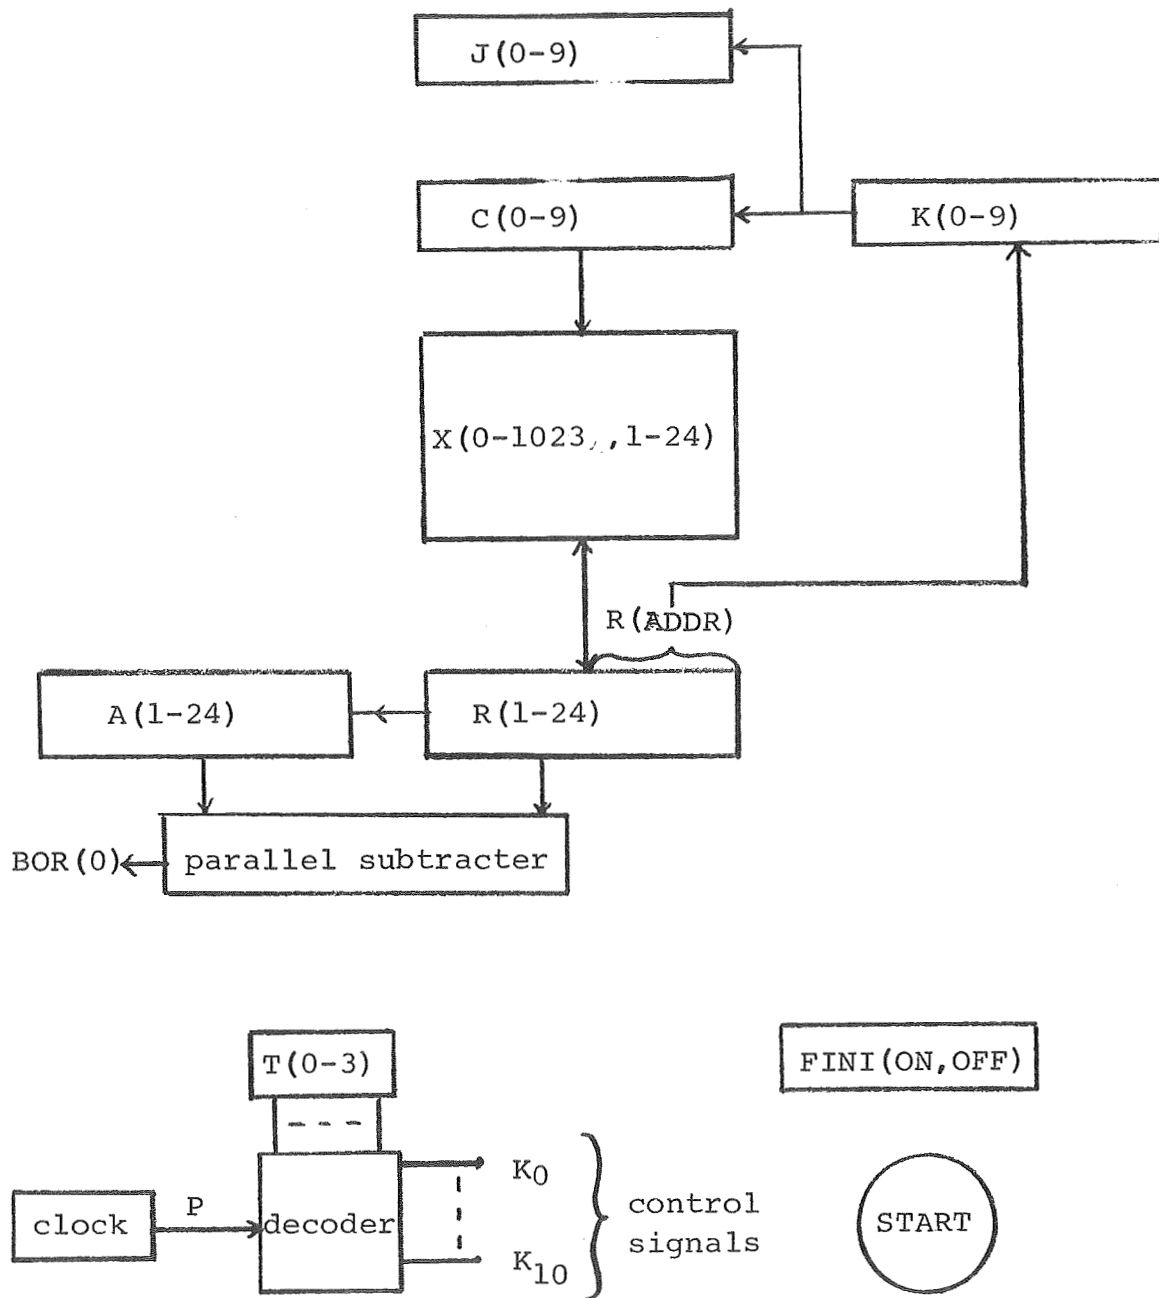 J(0-9)
C(0-9)
K(0-9)
X(0-1023,,1-24)
R(ADDR)
A(1-24)
R(1-24)
BOR(0)
parallel subtracter
T(0-3)
FINI(ON,OFF)
P
K0
clock
decoder
control
signals
START
K10